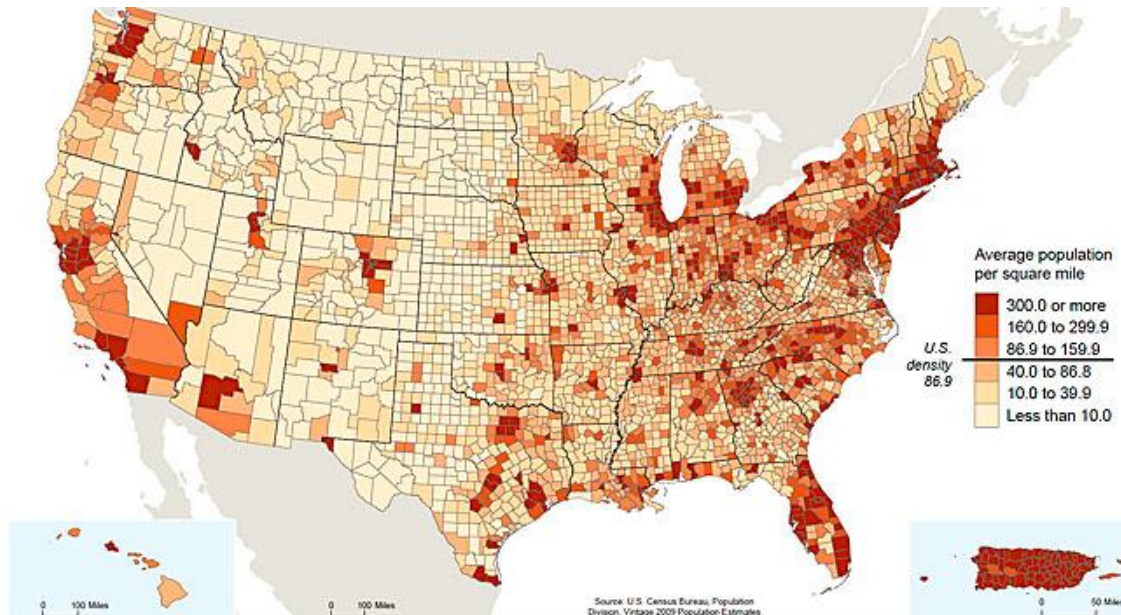 Average population
per square mile
300.0 or more
160.0 to 299.9
86.9 to 159.9
U.S.
density
86.9
40.0 to 86.8
10.0 to 39.9
Less than 10.0
0 100 Miles
0 100 Miles
Source: U.S. Census Bureau, Population
Division, Vintage 2009 Population Estimates
0 50 Miles